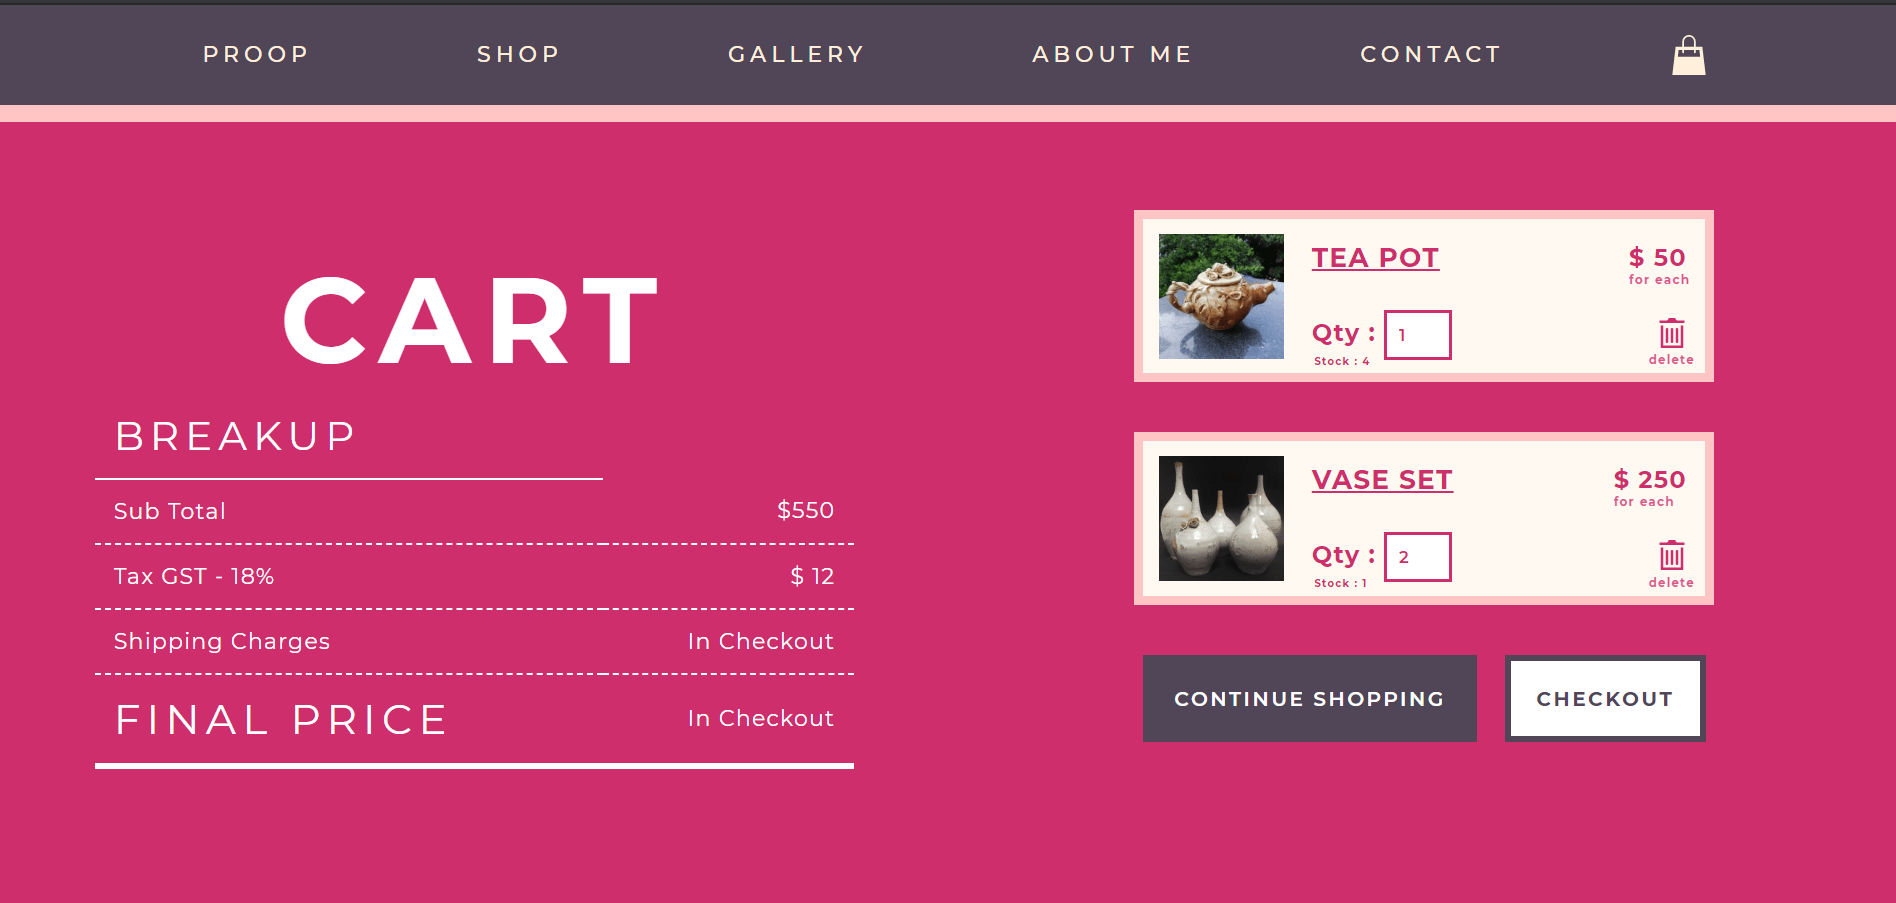 PROOP SHOP GALLERY ABOUT ME CONTACT
CART
BREAKUP
Sub Total $550
Tax GST - 18% $ 12
Shipping Charges In Checkout
FINAL PRICE In Checkout
TEA POT $ 50
for each
Qty : 1
Stock : 4 delete
VASE SET $ 250
for each
Qty : 2
Stock : 1 delete
CONTINUE SHOPPING CHECKOUT